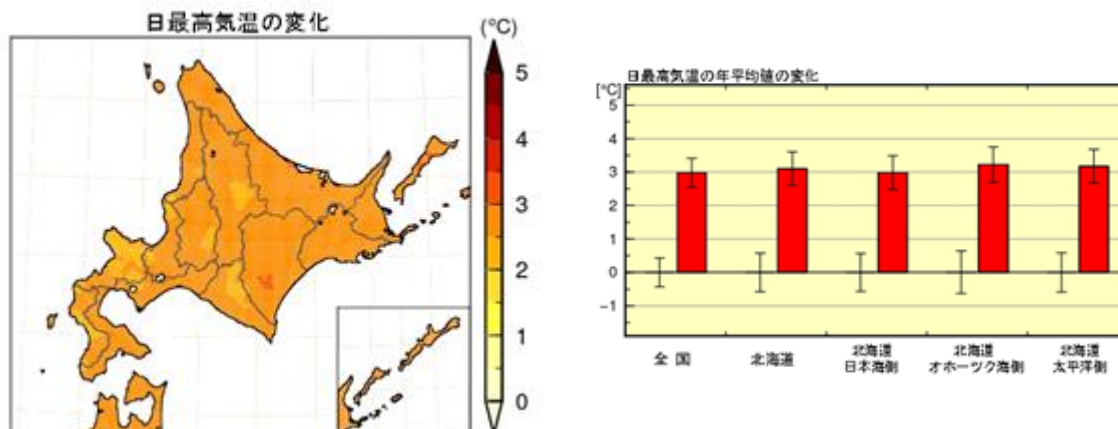 日最高気温の変化
(℃)
5
4
3
2
1
0
日最高気温の年平均値の変化
[℃]
5
4
3
2
1
0
-1
全 国
北海道
北海道
日本海側
北海道
オホーツク海側
北海道
太平洋側